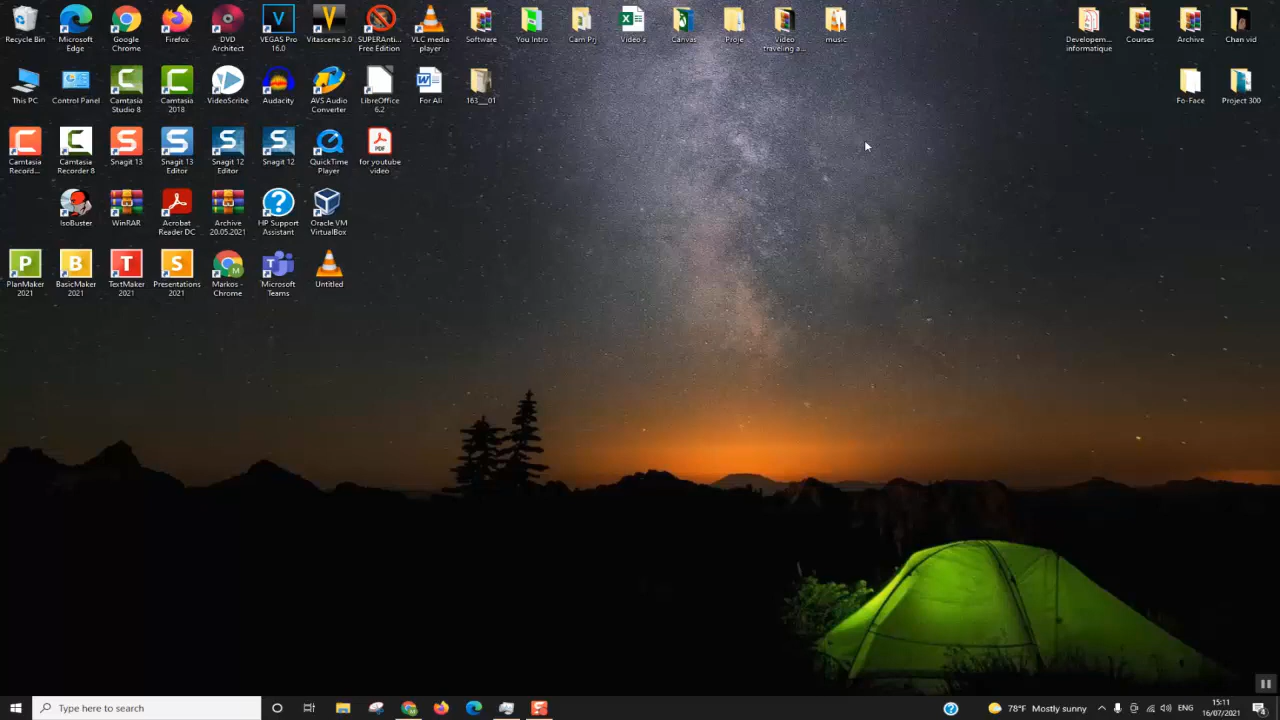 Recycle Bin
Microsoft
Edge
Google
Chrome
Firefox
DVD
Architect
VEGAS Pro
16.0
Vitascene 3.0
SUPERAnti...
Free Edition
VLC media
player
Software
You Intro
Cam Prj
Video's
Canvas
Proje
Video
traveling a...
music
Developem...
informatique
Courses
Archive
Chan vid
This PC
Control Panel
Camtasia
Studio 8
Camtasia
2018
VideoScribe
Audacity
AVS Audio
Converter
LibreOffice
6.2
For Ali
163___01
Fo-Face
Project 300
Camtasia
Record...
Camtasia
Recorder 8
Snagit 13
Snagit 13
Editor
Snagit 12
Editor
Snagit 12
QuickTime
Player
PDF
for youtube
video
IsoBuster
WinRAR
Acrobat
Reader DC
Archive
20.05.2021
HP Support
Assistant
Oracle VM
VirtualBox
P
PlanMaker
2021
B
BasicMaker
2021
T
TextMaker
2021
S
Presentations
2021
Markos -
Chrome
Microsoft
Teams
Untitled
Type here to search
78°F Mostly sunny
ENG
15:11
16/07/2021